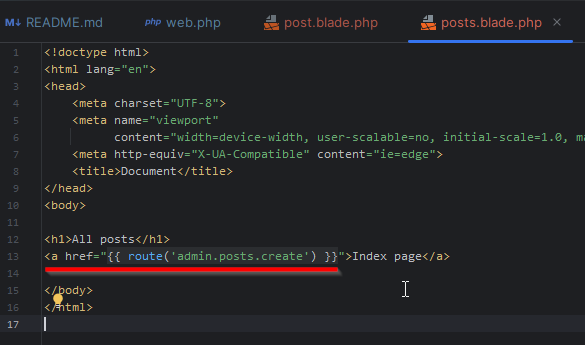 README.md web.php post.blade.php posts.blade.php
1 <!doctype html>
2 <html lang="en">
3 <head>
4 <meta charset="UTF-8">
5 <meta name="viewport"
6 content="width=device-width, user-scalable=no, initial-scale=1.0, ma
7 <meta http-equiv="X-UA-Compatible" content="ie=edge">
8 <title>Document</title>
9 </head>
10 <body>
11
12 <h1>All posts</h1>
13 <a href="{{ route('admin.posts.create') }}">Index page</a>
14
15 </body>
16 </html>
17